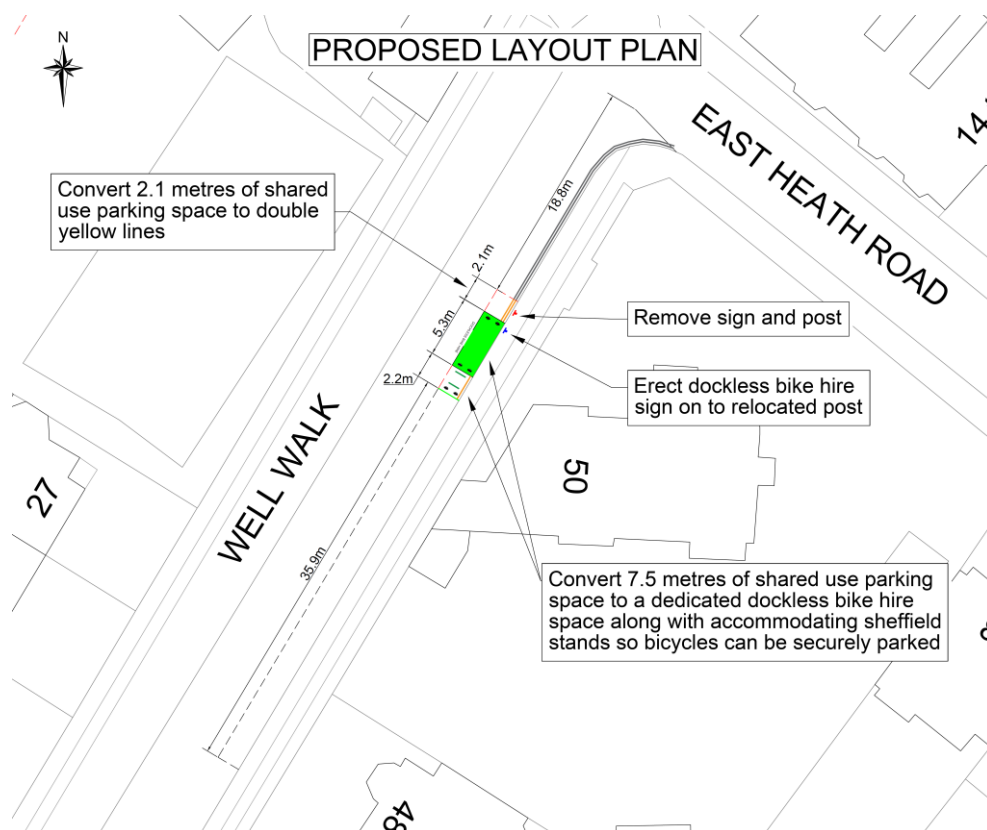 N
PROPOSED LAYOUT PLAN
EAST HEATH ROAD
Convert 2.1 metres of shared
use parking space to double
yellow lines
18.8m
2.1m
5.3m
2.2m
Remove sign and post
Erect dockless bike hire
sign on to relocated post
WELL WALK
50
27
35.9m
Convert 7.5 metres of shared use parking
space to a dedicated dockless bike hire
space along with accommodating sheffield
stands so bicycles can be securely parked
48